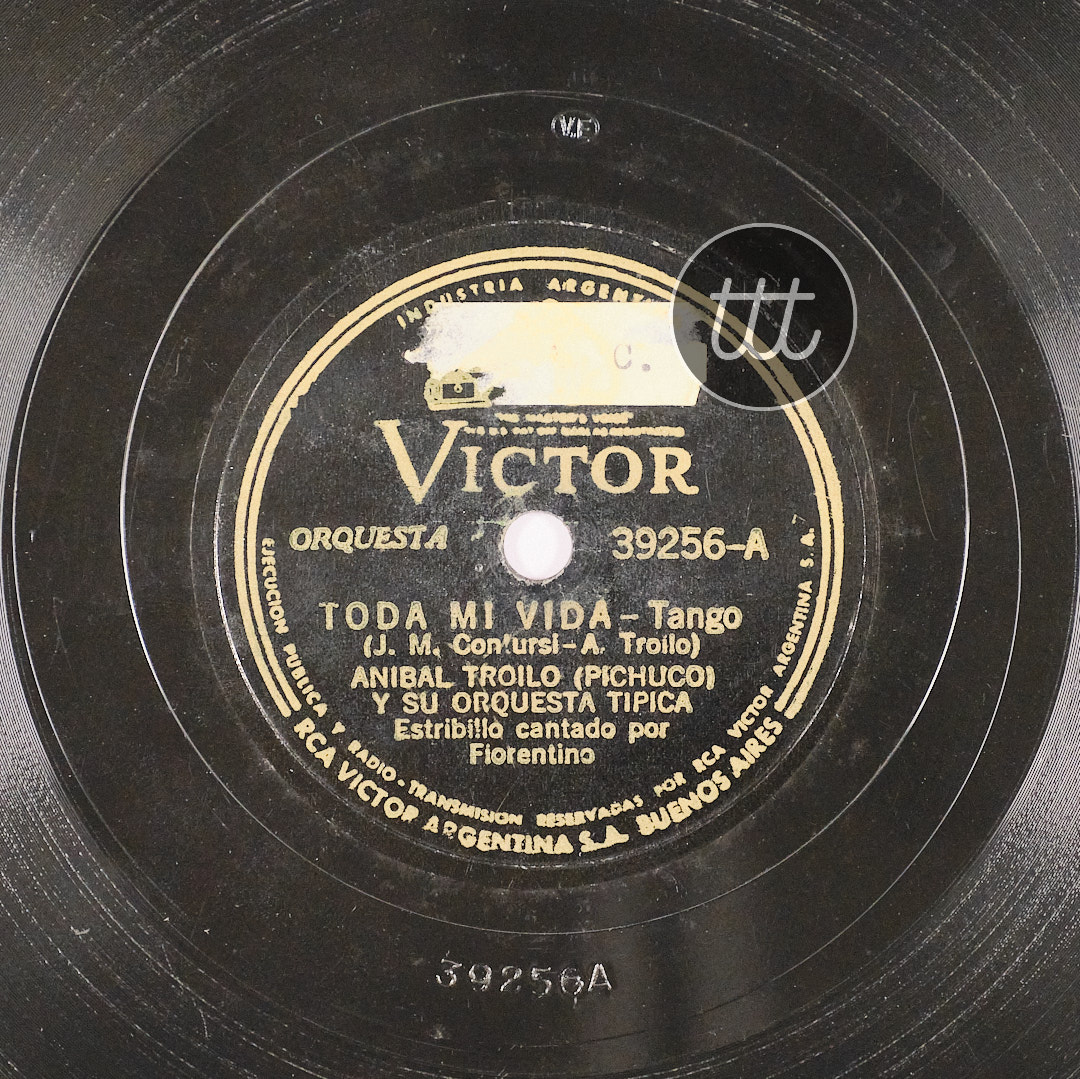 V.E
INDUSTRIA ARGENT
ttt
C.
VICTOR
ORQUESTA 39256-A
TODA MI VIDA - Tango
(J. M. Contursi - A. Troilo)
ANIBAL TROILO (PICHUCO)
Y SU ORQUESTA TIPICA
Estribillo cantado por
Fiorentino
EJECUCION PUBLICA Y RADIO-TRANSMISION RESERVADAS POR RCA VICTOR ARGENTINA S.A.
RCA VICTOR ARGENTINA S.A. BUENOS AIRES
39256A